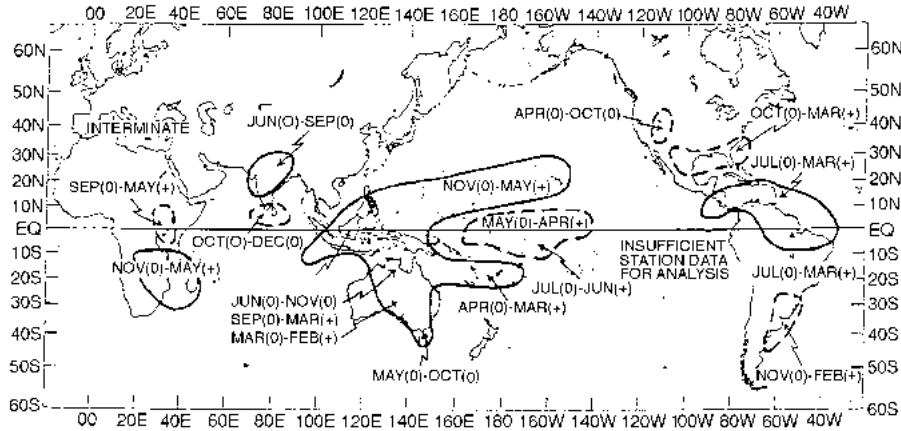 00 20E 40E 60E 80E 100E 120E 140E 160E 180E 160W 140W 120W 100W 80W 60W 40W
60N 60N
50N 50N
40N 40N
30N 30N
20N 20N
10N 10N
EQ EQ
10S 10S
20S 20S
30S 30S
40S 40S
50S 50S
60S 60S
INTERMINATE
JUN(O)-SEP(0)
APR(0)-OCT(0)
OCT(0)-MAR(+)
JUL(0)-MAR(+)
SEP(0)-MAY(+)
NOV(0)-MAY(+)
MAY(0)-APR(+)
OCT(O)-DEC(0)
INSUFFICIENT
STATION DATA
FOR ANALYSIS
NOV(0)-MAY(+)
JUL(0)-MAR(+)
JUL(0)-JUN(+)
JUN(0)-NOV(0)
SEP(0)-MAR(+)
MAR(0)-FEB(+)
APR(0)-MAR(+)
MAY(0)-OCT(0)
NOV(0)-FEB(+)
00 20E 40E 60E 80E 100E 120E 140E 160E 180E 160W 140W 120W 100W 80W 60W 40W